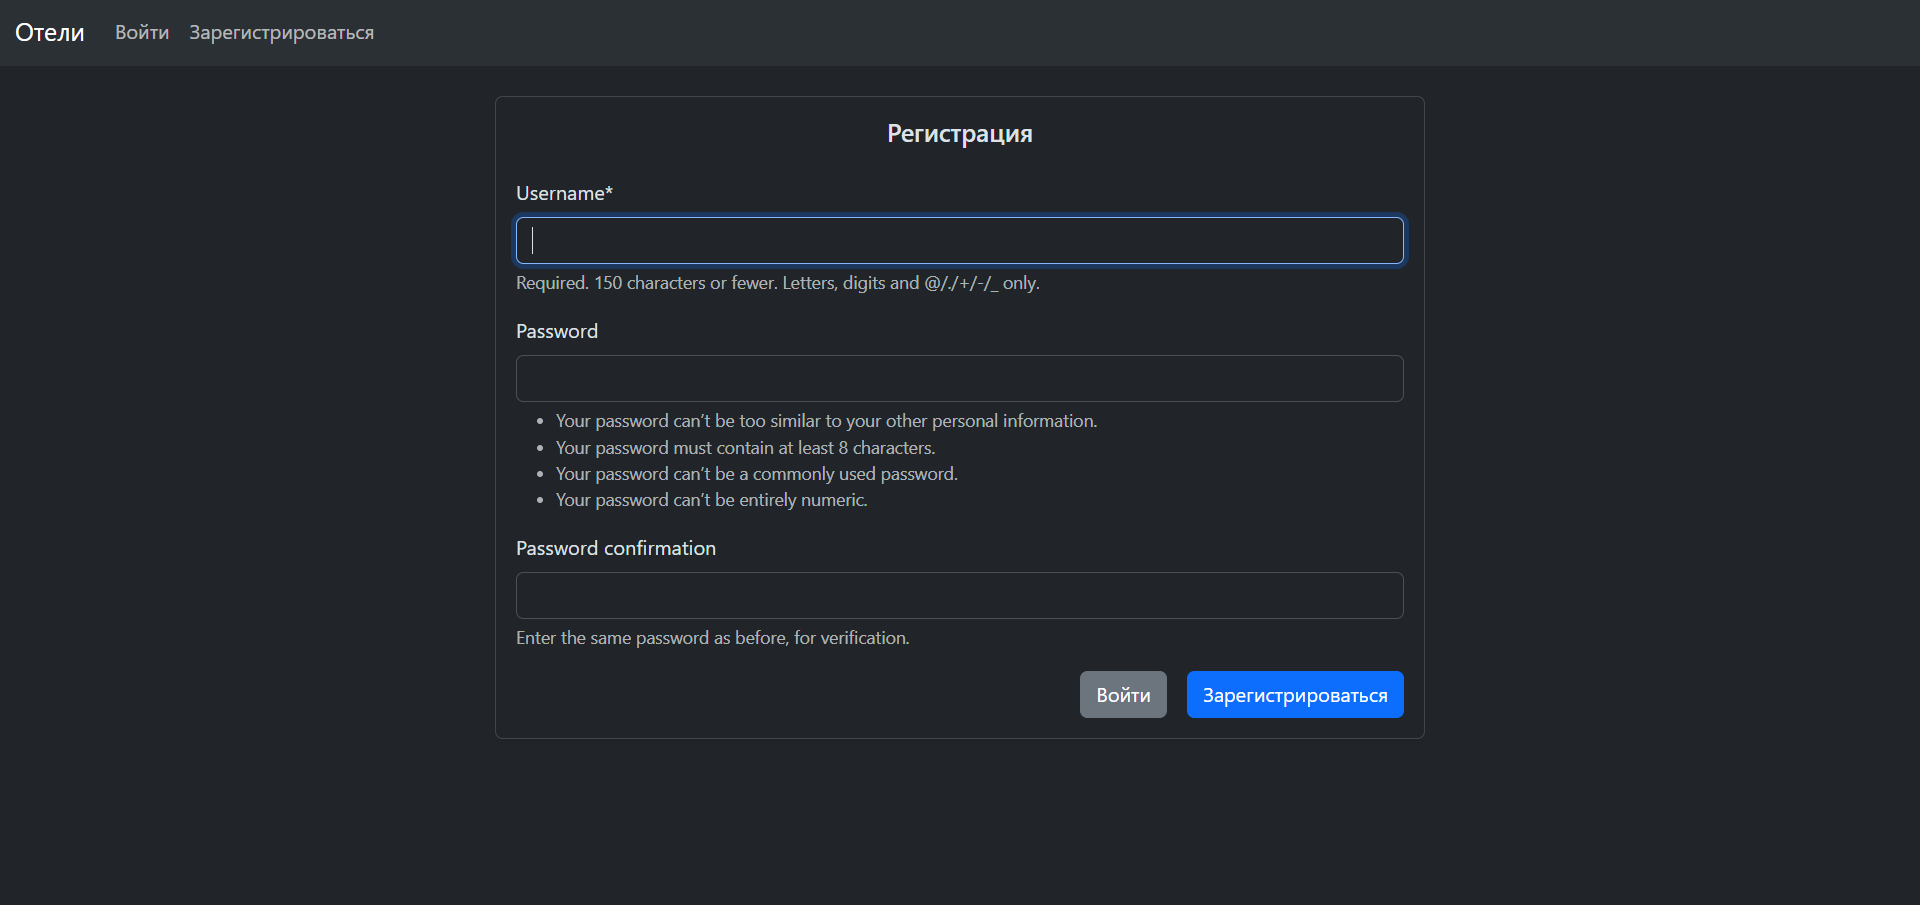 Отели Войти Зарегистрироваться
Регистрация
Username*
Required. 150 characters or fewer. Letters, digits and @/./+/-/_ only.
Password
• Your password can’t be too similar to your other personal information.
• Your password must contain at least 8 characters.
• Your password can’t be a commonly used password.
• Your password can’t be entirely numeric.
Password confirmation
Enter the same password as before, for verification.
Войти Зарегистрироваться